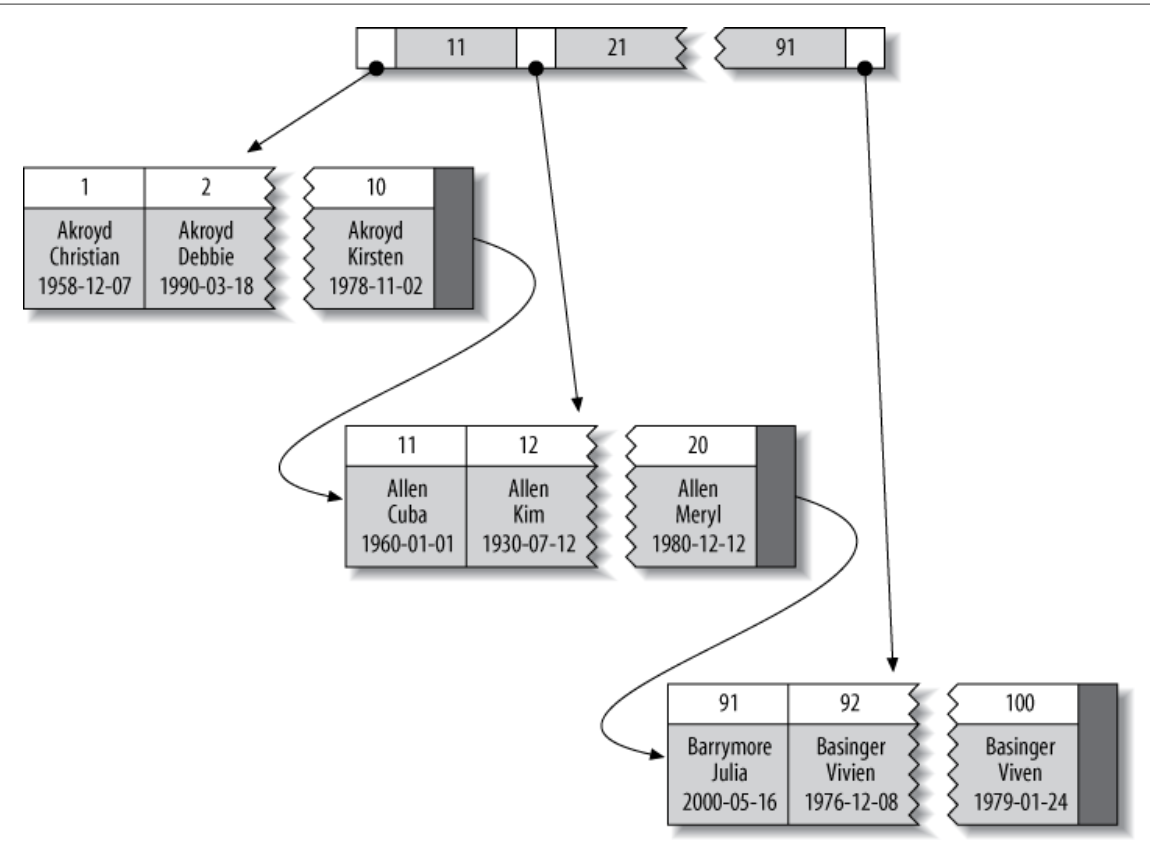 11 21 91
1 2 10
Akroyd Akroyd Akroyd
Christian Debbie Kirsten
1958-12-07 1990-03-18 1978-11-02
11 12 20
Allen Allen Allen
Cuba Kim Meryl
1960-01-01 1930-07-12 1980-12-12
91 92 100
Barrymore Basinger Basinger
Julia Vivien Viven
2000-05-16 1976-12-08 1979-01-24